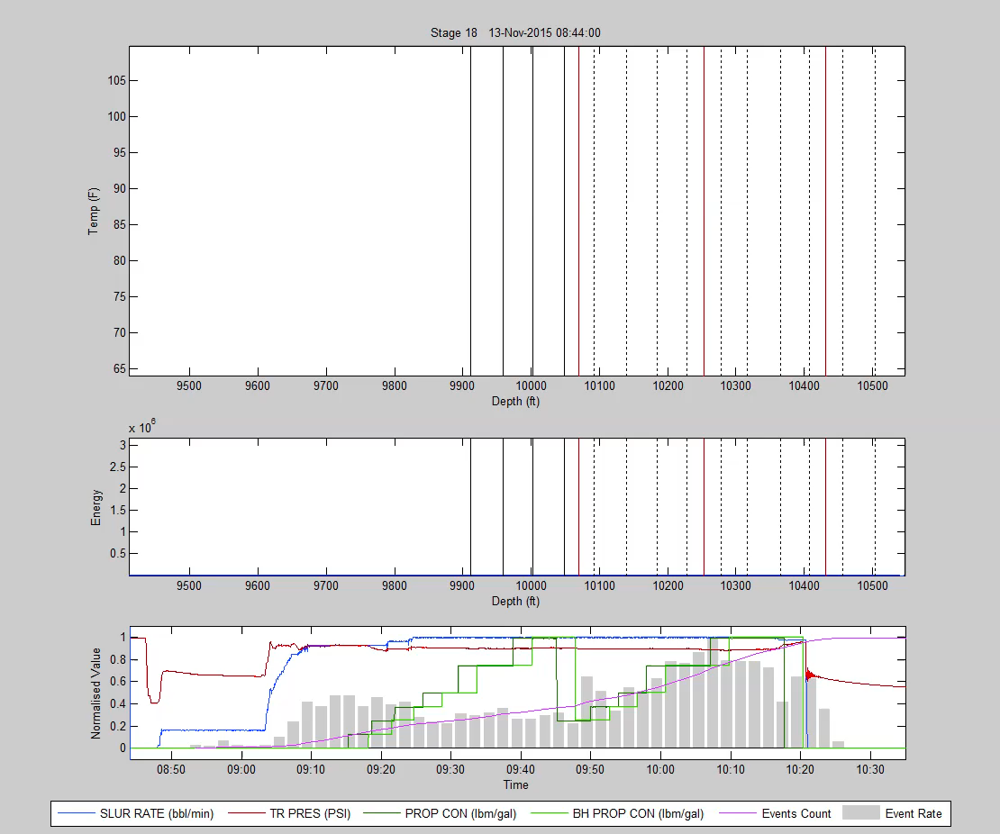 Stage 18 13-Nov-2015 08:44:00
Temp (F)
105
100
95
90
85
80
75
70
65
9500 9600 9700 9800 9900 10000 10100 10200 10300 10400 10500
Depth (ft)
x 10^6
Energy
3
2.5
2
1.5
1
0.5
9500 9600 9700 9800 9900 10000 10100 10200 10300 10400 10500
Depth (ft)
Normalised Value
1
0.8
0.6
0.4
0.2
0
08:50 09:00 09:10 09:20 09:30 09:40 09:50 10:00 10:10 10:20 10:30
Time
SLUR RATE (bbl/min) TR PRES (PSI) PROP CON (lbm/gal) BH PROP CON (lbm/gal) Events Count Event Rate